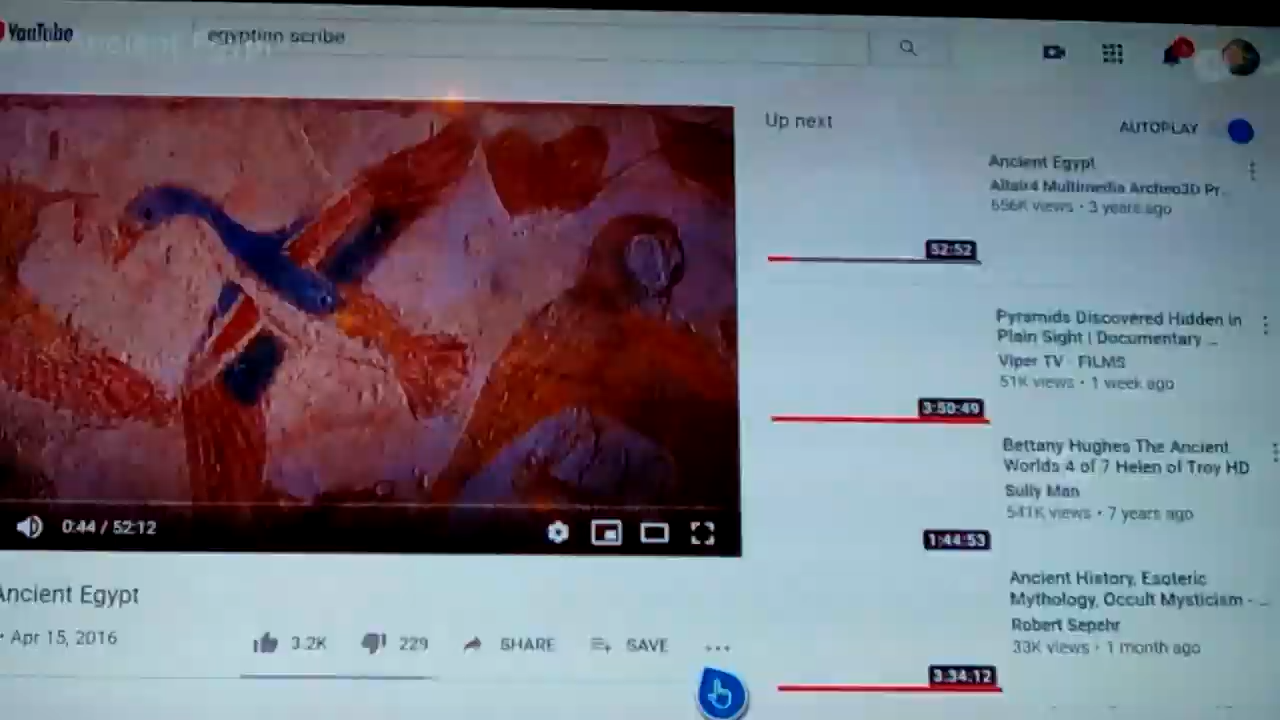 YouTube
egyptian scribe
Up next
AUTOPLAY
Ancient Egypt
Altair4 Multimedia Archeo3D Pr...
656K views • 3 years ago
52:52
Pyramids Discovered Hidden in
Plain Sight | Documentary ...
Viper TV FILMS
51K views • 1 week ago
3:50:49
Bettany Hughes The Ancient
Worlds 4 of 7 Helen of Troy HD
Sully Man
541K views • 7 years ago
1:44:53
Ancient History, Esoteric
Mythology, Occult Mysticism - ...
Robert Sepehr
33K views • 1 month ago
3:34:12
0:44 / 52:12
Ancient Egypt
• Apr 15, 2016
3.2K
229
SHARE
SAVE